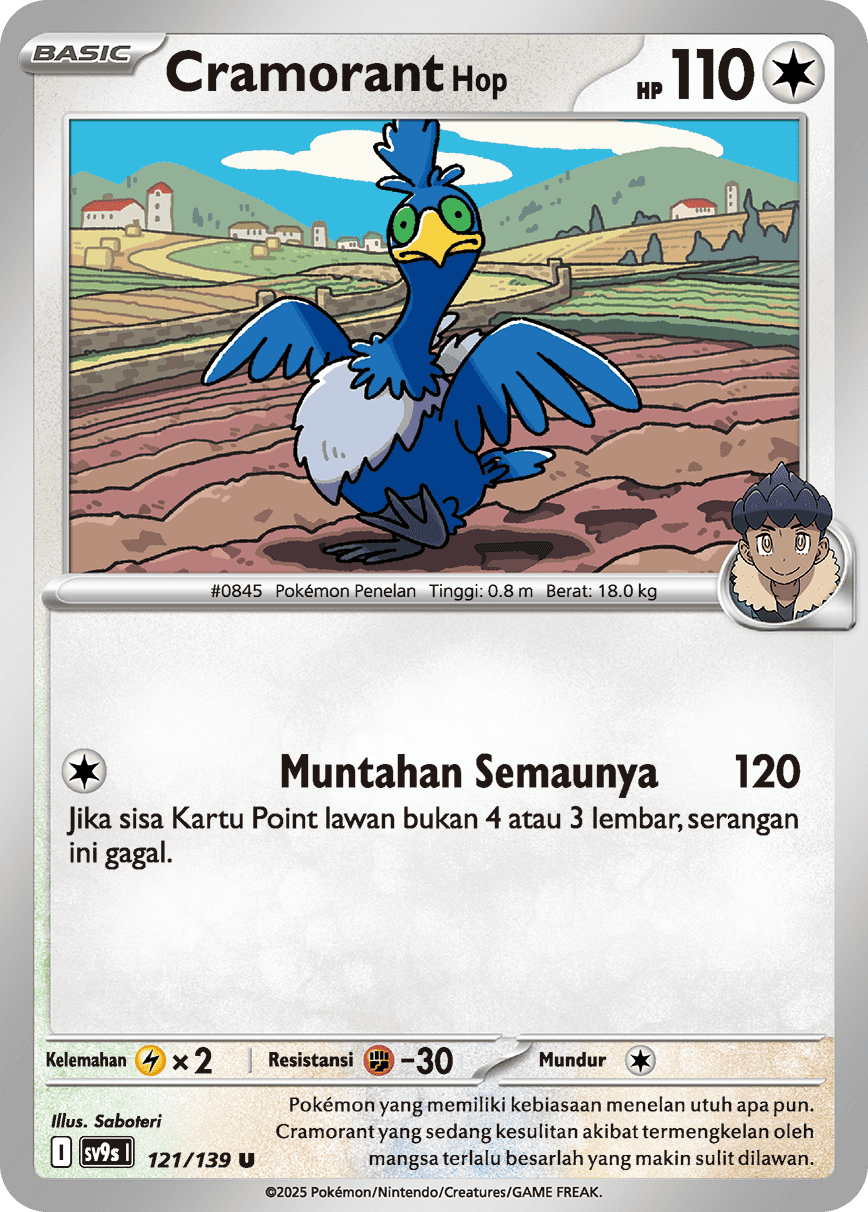 BASIC
Cramorant Hop HP 110
#0845 Pokémon Penelan Tinggi: 0.8 m Berat: 18.0 kg
Muntahan Semaunya 120
Jika sisa Kartu Point lawan bukan 4 atau 3 lembar, serangan
ini gagal.
Kelemahan ×2 Resistansi -30 Mundur
Pokémon yang memiliki kebiasaan menelan utuh apa pun.
Cramorant yang sedang kesulitan akibat termengkelan oleh
mangsa terlalu besarlah yang makin sulit dilawan.
Illus. Saboteri
I sv9s I 121/139 U
©2025 Pokémon/Nintendo/Creatures/GAME FREAK.